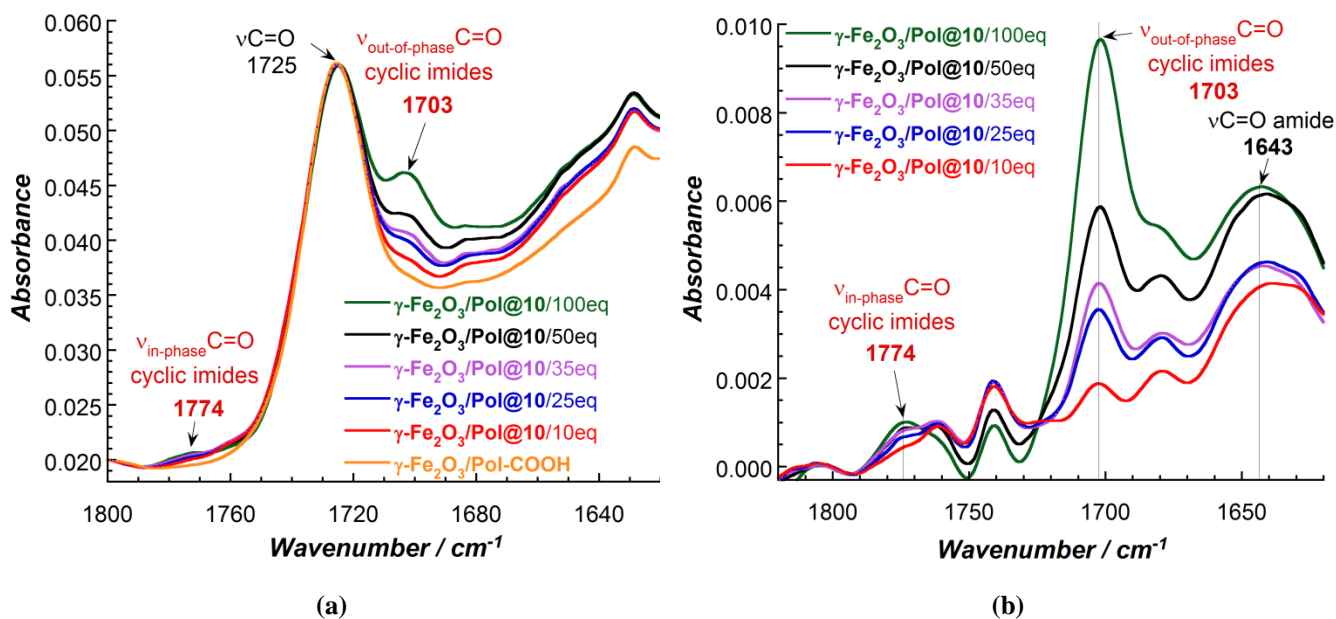 0.060
0.055
0.050
0.045
0.040
0.035
0.030
0.025
0.020
Absorbance
νC=O
1725
νout-of-phaseC=O
cyclic imides
1703
νin-phaseC=O
cyclic imides
1774
γ-Fe2O3/Pol@10/100eq
γ-Fe2O3/Pol@10/50eq
γ-Fe2O3/Pol@10/35eq
γ-Fe2O3/Pol@10/25eq
γ-Fe2O3/Pol@10/10eq
γ-Fe2O3/Pol-COOH
1800 1760 1720 1680 1640
Wavenumber / cm-1
(a)
0.010
0.008
0.006
0.004
0.002
0.000
Absorbance
γ-Fe2O3/Pol@10/100eq
γ-Fe2O3/Pol@10/50eq
γ-Fe2O3/Pol@10/35eq
γ-Fe2O3/Pol@10/25eq
γ-Fe2O3/Pol@10/10eq
νout-of-phaseC=O
cyclic imides
1703
νC=O amide
1643
νin-phaseC=O
cyclic imides
1774
1800 1750 1700 1650
Wavenumber / cm-1
(b)